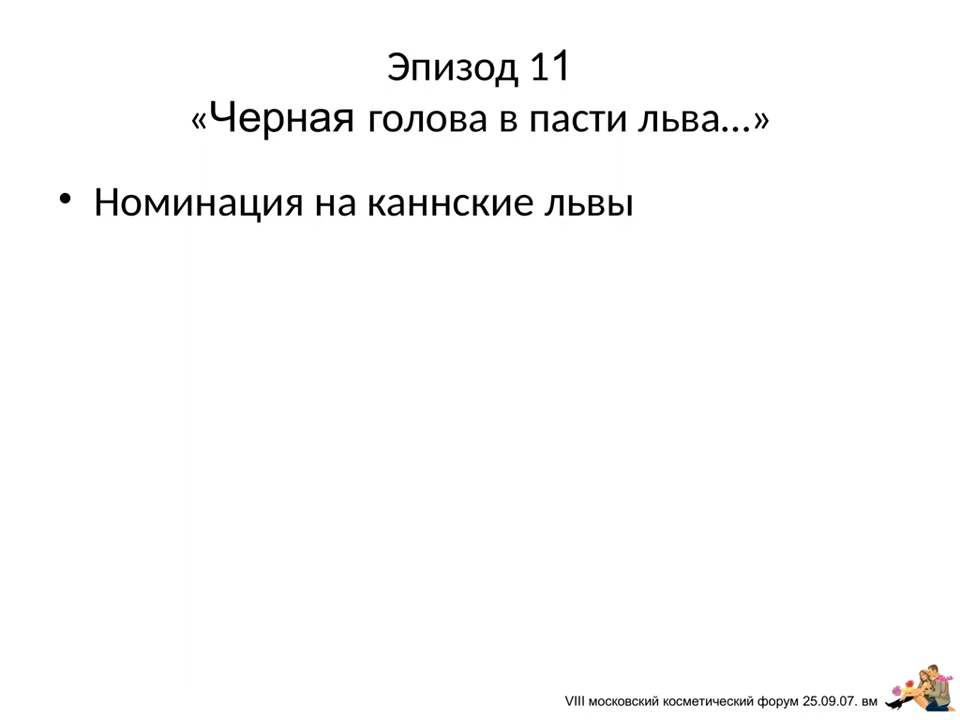 Эпизод 11
«Черная голова в пасти льва...»
• Номинация на каннские львы
VIII московский косметический форум 25.09.07. вм